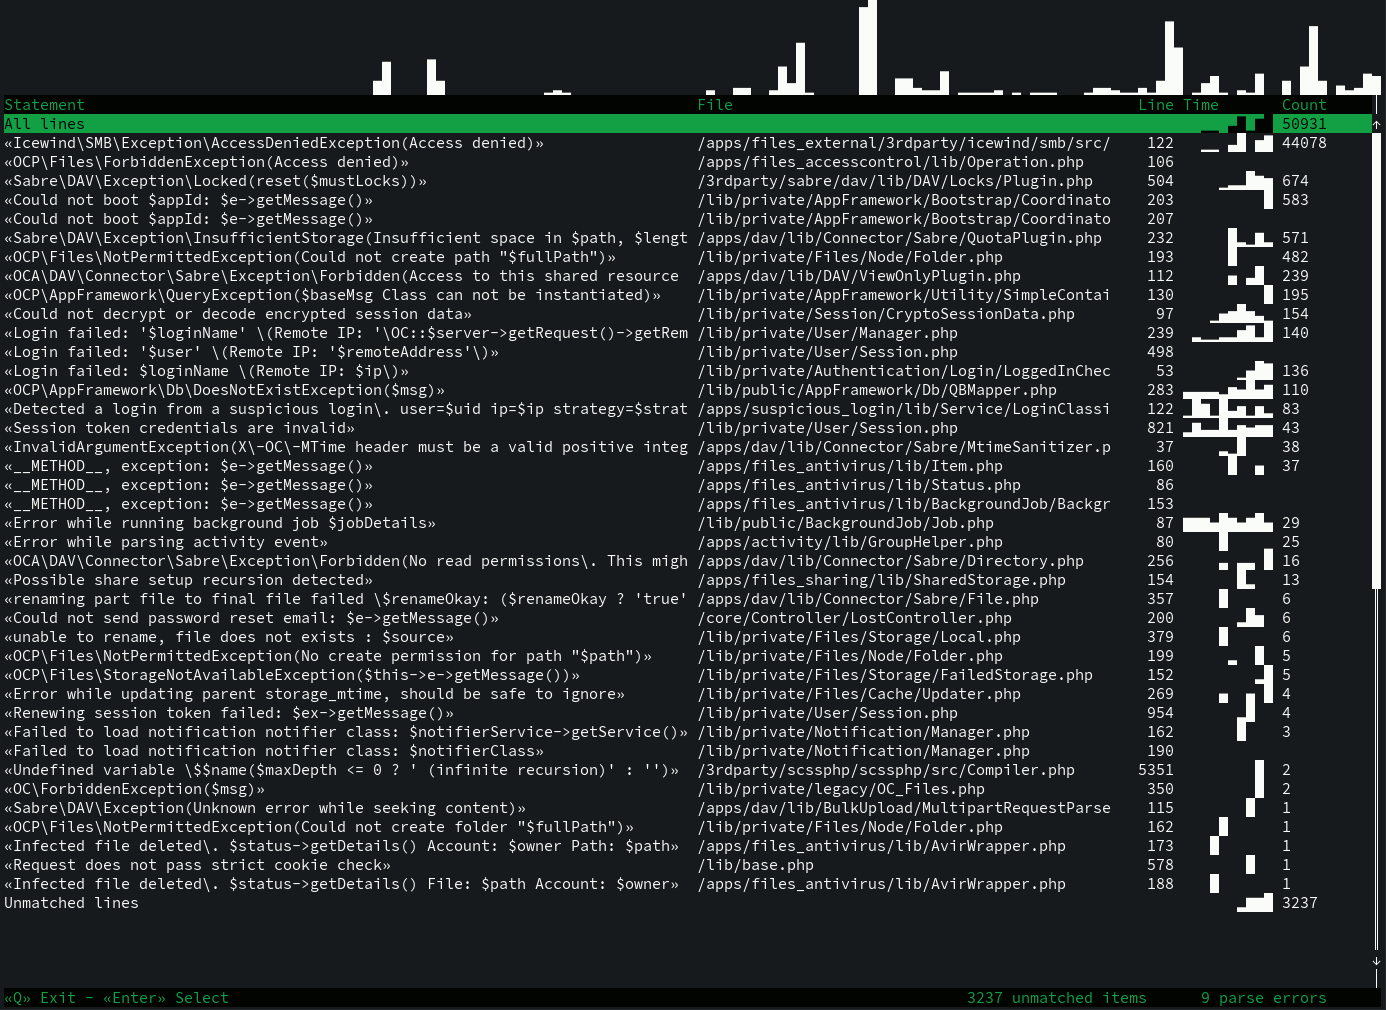 Statement File Line Time Count
All lines 50931
«Icewind\SMB\Exception\AccessDeniedException(Access denied)» /apps/files_external/3rdparty/icewind/smb/src/ 122 44078
«OCP\Files\ForbiddenException(Access denied)» /apps/files_accesscontrol/lib/Operation.php 106
«Sabre\DAV\Exception\Locked(reset($mustLocks))» /3rdparty/sabre/dav/lib/DAV/Locks/Plugin.php 504 674
«Could not boot $appId: $e->getMessage()» /lib/private/AppFramework/Bootstrap/Coordinato 203 583
«Could not boot $appId: $e->getMessage()» /lib/private/AppFramework/Bootstrap/Coordinato 207
«Sabre\DAV\Exception\InsufficientStorage(Insufficient space in $path, $lengt /apps/dav/lib/Connector/Sabre/QuotaPlugin.php 232 571
«OCP\Files\NotPermittedException(Could not create path "$fullPath")» /lib/private/Files/Node/Folder.php 193 482
«OCA\DAV\Connector\Sabre\Exception\Forbidden(Access to this shared resource /apps/dav/lib/DAV/ViewOnlyPlugin.php 112 239
«OCP\AppFramework\QueryException($baseMsg Class can not be instantiated)» /lib/private/AppFramework/Utility/SimpleContai 130 195
«Could not decrypt or decode encrypted session data» /lib/private/Session/CryptoSessionData.php 97 154
«Login failed: '$loginName' \(Remote IP: '\OC::$server->getRequest()->getRem /lib/private/User/Manager.php 239 140
«Login failed: '$user' \(Remote IP: '$remoteAddress'\)» /lib/private/User/Session.php 498
«Login failed: $loginName \(Remote IP: $ip\)» /lib/private/Authentication/Login/LoggedInChec 53 136
«OCP\AppFramework\Db\DoesNotExistException($msg)» /lib/public/AppFramework/Db/QBMapper.php 283 110
«Detected a login from a suspicious login\. user=$uid ip=$ip strategy=$strat /apps/suspicious_login/lib/Service/LoginClassi 122 83
«Session token credentials are invalid» /lib/private/User/Session.php 821 43
«InvalidArgumentException(X\-OC\-MTime header must be a valid positive integ /apps/dav/lib/Connector/Sabre/MtimeSanitizer.p 37 38
«__METHOD__, exception: $e->getMessage()» /apps/files_antivirus/lib/Item.php 160 37
«__METHOD__, exception: $e->getMessage()» /apps/files_antivirus/lib/Status.php 86
«__METHOD__, exception: $e->getMessage()» /apps/files_antivirus/lib/BackgroundJob/Backgr 153
«Error while running background job $jobDetails» /lib/public/BackgroundJob/Job.php 87 29
«Error while parsing activity event» /apps/activity/lib/GroupHelper.php 80 25
«OCA\DAV\Connector\Sabre\Exception\Forbidden(No read permissions\. This migh /apps/dav/lib/Connector/Sabre/Directory.php 256 16
«Possible share setup recursion detected» /apps/files_sharing/lib/SharedStorage.php 154 13
«renaming part file to final file failed \$renameOkay: ($renameOkay ? 'true' /apps/dav/lib/Connector/Sabre/File.php 357 6
«Could not send password reset email: $e->getMessage()» /core/Controller/LostController.php 200 6
«unable to rename, file does not exists : $source» /lib/private/Files/Storage/Local.php 379 6
«OCP\Files\NotPermittedException(No create permission for path "$path")» /lib/private/Files/Node/Folder.php 199 5
«OCP\Files\StorageNotAvailableException($this->e->getMessage())» /lib/private/Files/Storage/FailedStorage.php 152 5
«Error while updating parent storage_mtime, should be safe to ignore» /lib/private/Files/Cache/Updater.php 269 4
«Renewing session token failed: $ex->getMessage()» /lib/private/User/Session.php 954 4
«Failed to load notification notifier class: $notifierService->getService()» /lib/private/Notification/Manager.php 162 3
«Failed to load notification notifier class: $notifierClass» /lib/private/Notification/Manager.php 190
«Undefined variable \$$name($maxDepth <= 0 ? ' (infinite recursion)' : '')» /3rdparty/scssphp/scssphp/src/Compiler.php 5351 2
«OC\ForbiddenException($msg)» /lib/private/legacy/OC_Files.php 350 2
«Sabre\DAV\Exception(Unknown error while seeking content)» /apps/dav/lib/BulkUpload/MultipartRequestParse 115 1
«OCP\Files\NotPermittedException(Could not create folder "$fullPath")» /lib/private/Files/Node/Folder.php 162 1
«Infected file deleted\. $status->getDetails() Account: $owner Path: $path» /apps/files_antivirus/lib/AvirWrapper.php 173 1
«Request does not pass strict cookie check» /lib/base.php 578 1
«Infected file deleted\. $status->getDetails() File: $path Account: $owner» /apps/files_antivirus/lib/AvirWrapper.php 188 1
Unmatched lines 3237
«Q» Exit - «Enter» Select 3237 unmatched items 9 parse errors